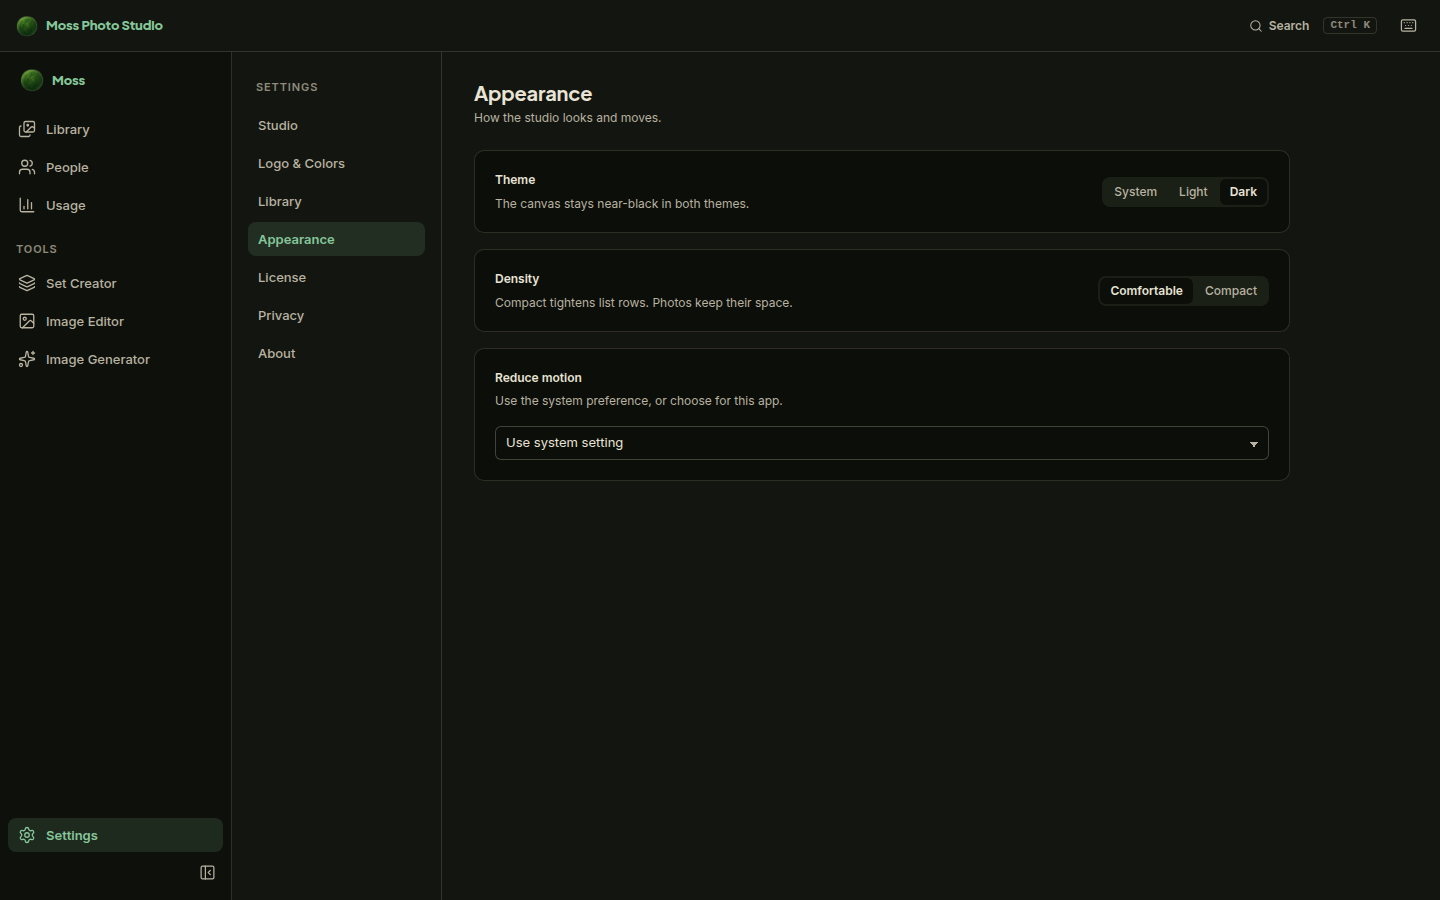 Moss Photo Studio
Search
Ctrl K
Moss
Library
People
Usage
TOOLS
Set Creator
Image Editor
Image Generator
Settings
SETTINGS
Studio
Logo & Colors
Library
Appearance
License
Privacy
About
Appearance
How the studio looks and moves.
Theme
The canvas stays near-black in both themes.
System Light Dark
Density
Compact tightens list rows. Photos keep their space.
Comfortable Compact
Reduce motion
Use the system preference, or choose for this app.
Use system setting